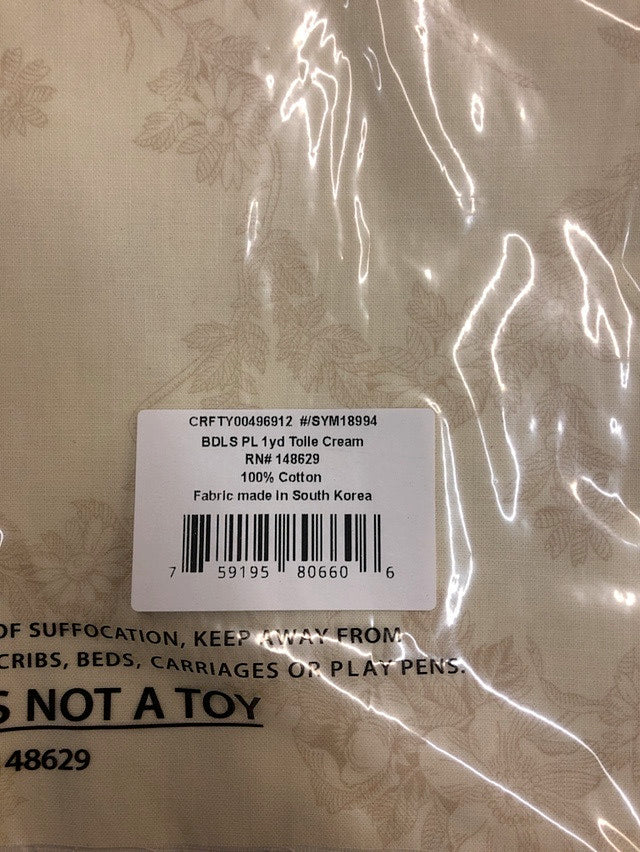 CRFTY00496912 #/SYM18994
BDLS PL 1yd Toile Cream
RN# 148629
100% Cotton
Fabric made in South Korea
7 59195 80660 6
OF SUFFOCATION, KEEP AWAY FROM
CRIBS, BEDS, CARRIAGES OR PLAY PENS.
S NOT A TOY
48629